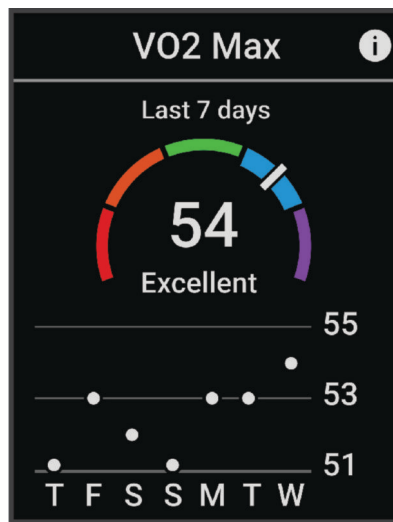 VO2 Max i
Last 7 days
54
Excellent
55
53
51
T F S S M T W